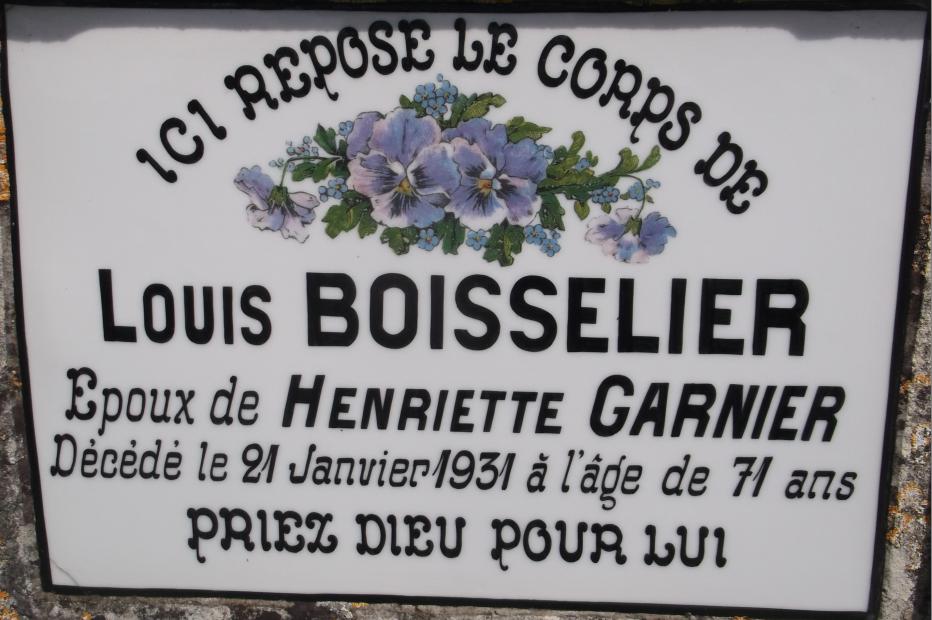 ICI REPOSE LE CORPS DE
LOUIS BOISSELIER
Epoux de HENRIETTE GARNIER
Décédé le 21 Janvier 1931 à l'âge de 71 ans
PRIEZ DIEU POUR LUI